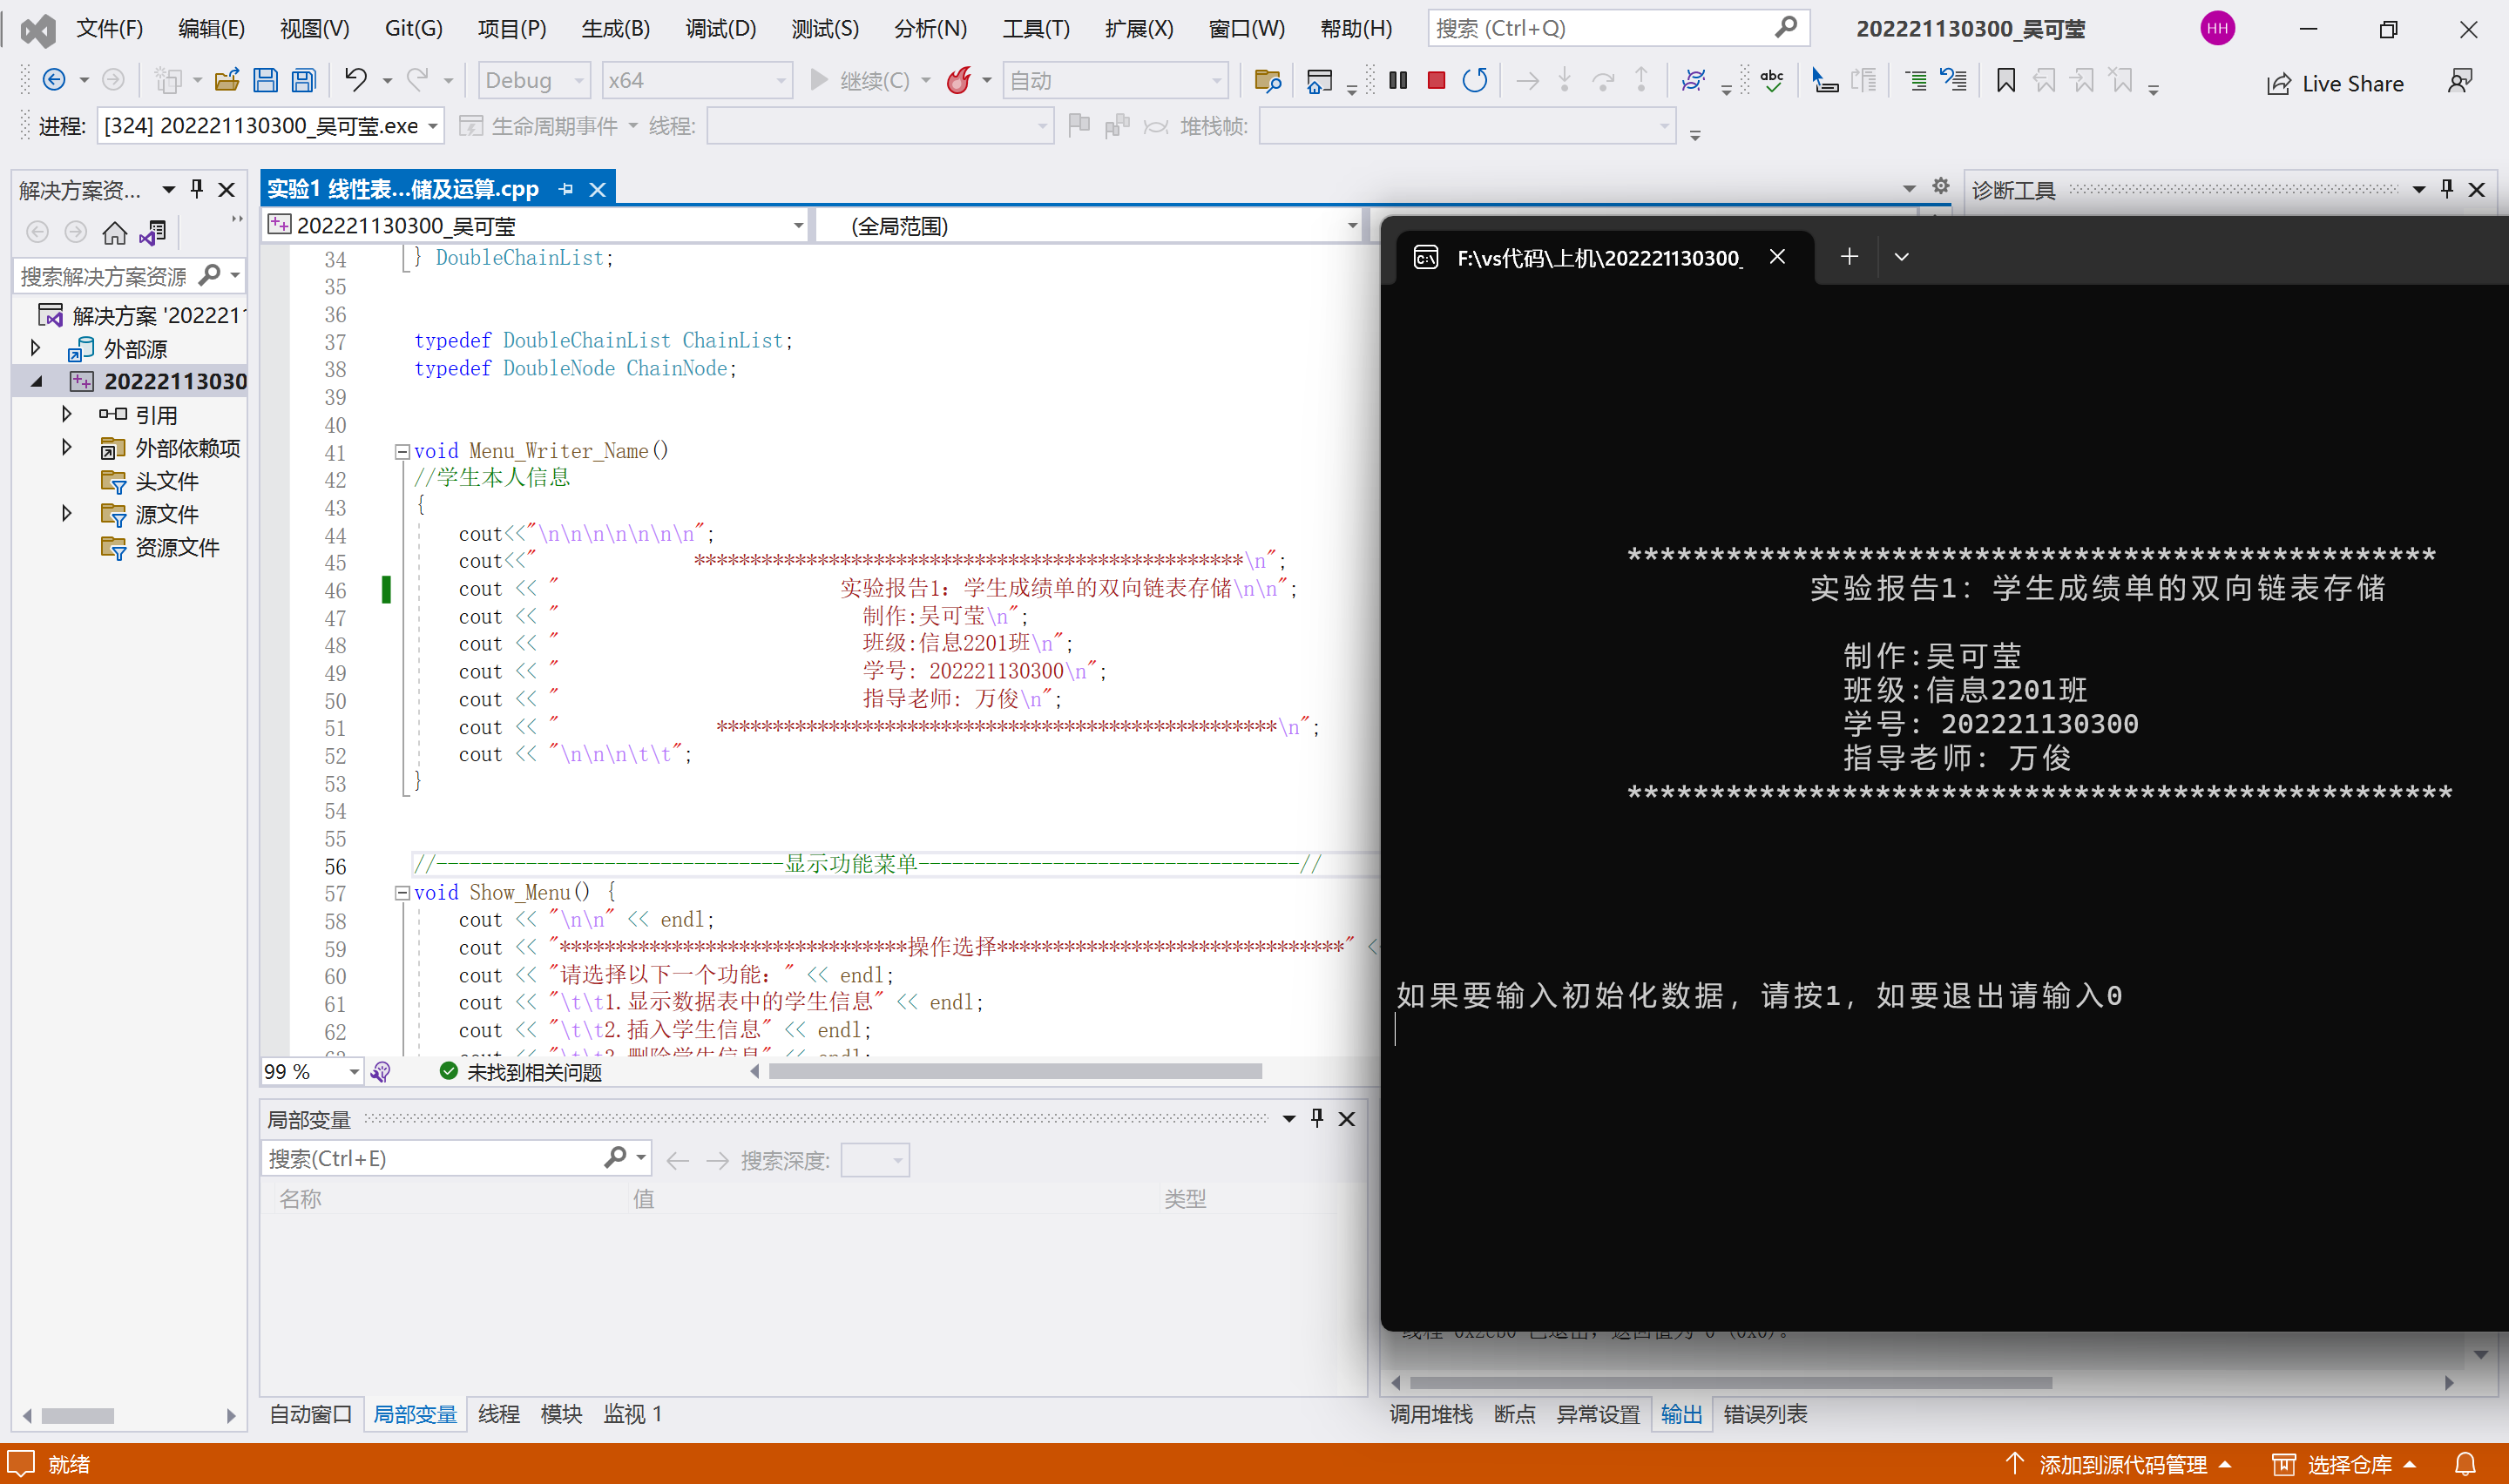 文件(F) 编辑(E) 视图(V) Git(G) 项目(P) 生成(B) 调试(D) 测试(S) 分析(N) 工具(T) 扩展(X) 窗口(W) 帮助(H) 搜索 (Ctrl+Q) 202221130300_吴可莹 HH
Debug x64 继续(C) 自动 abc Live Share
进程: [324] 202221130300_吴可莹.exe 生命周期事件 线程: 堆栈帧:
解决方案资...
搜索解决方案资源
解决方案 '202221
外部源
20222113030
引用
外部依赖项
头文件
源文件
资源文件
实验1 线性表...储及运算.cpp
202221130300_吴可莹 (全局范围)
34 } DoubleChainList;
35
36
37 typedef DoubleChainList ChainList;
38 typedef DoubleNode ChainNode;
39
40
41 void Menu_Writer_Name()
42 //学生本人信息
43 {
44 cout<<"\n\n\n\n\n\n\n";
45 cout<<" *************************************************\n";
46 cout << " 实验报告1: 学生成绩单的双向链表存储\n\n";
47 cout << " 制作:吴可莹\n";
48 cout << " 班级:信息2201班\n";
49 cout << " 学号: 202221130300\n";
50 cout << " 指导老师: 万俊\n";
51 cout << " **************************************************\n";
52 cout << "\n\n\n\t\t";
53 }
54
55
56 //-------------------------------显示功能菜单----------------------------------//
57 void Show_Menu() {
58 cout << "\n\n" << endl;
59 cout << "*******************************操作选择*******************************" <<
60 cout << "请选择以下一个功能: " << endl;
61 cout << "\t\t1.显示数据表中的学生信息" << endl;
62 cout << "\t\t2.插入学生信息" << endl;
63 cout << "\t\t3.删除学生信息" << endl;
99 % 未找到相关问题
局部变量
搜索(Ctrl+E) 搜索深度:
名称 值 类型
自动窗口 局部变量 线程 模块 监视 1
诊断工具
F:\vs代码\上机\202221130300_
*************************************************
实验报告1: 学生成绩单的双向链表存储
制作:吴可莹
班级:信息2201班
学号: 202221130300
指导老师: 万俊
**************************************************
如果要输入初始化数据, 请按1, 如要退出请输入0
调用堆栈 断点 异常设置 输出 错误列表
就绪 添加到源代码管理 选择仓库